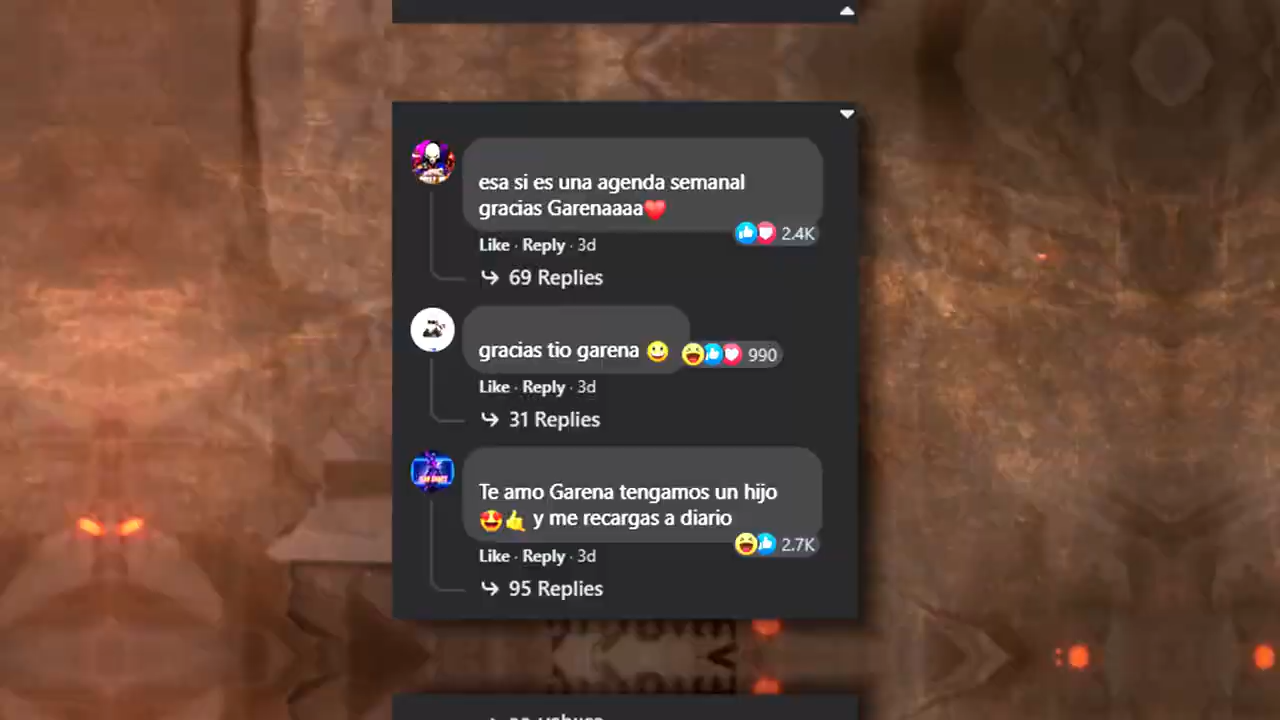 esa si es una agenda semanal
gracias Garenaaaa❤️
2.4K
Like · Reply · 3d
69 Replies
gracias tio garena 😀
990
Like · Reply · 3d
31 Replies
Te amo Garena tengamos un hijo
🤩🤙 y me recargas a diario
2.7K
Like · Reply · 3d
95 Replies